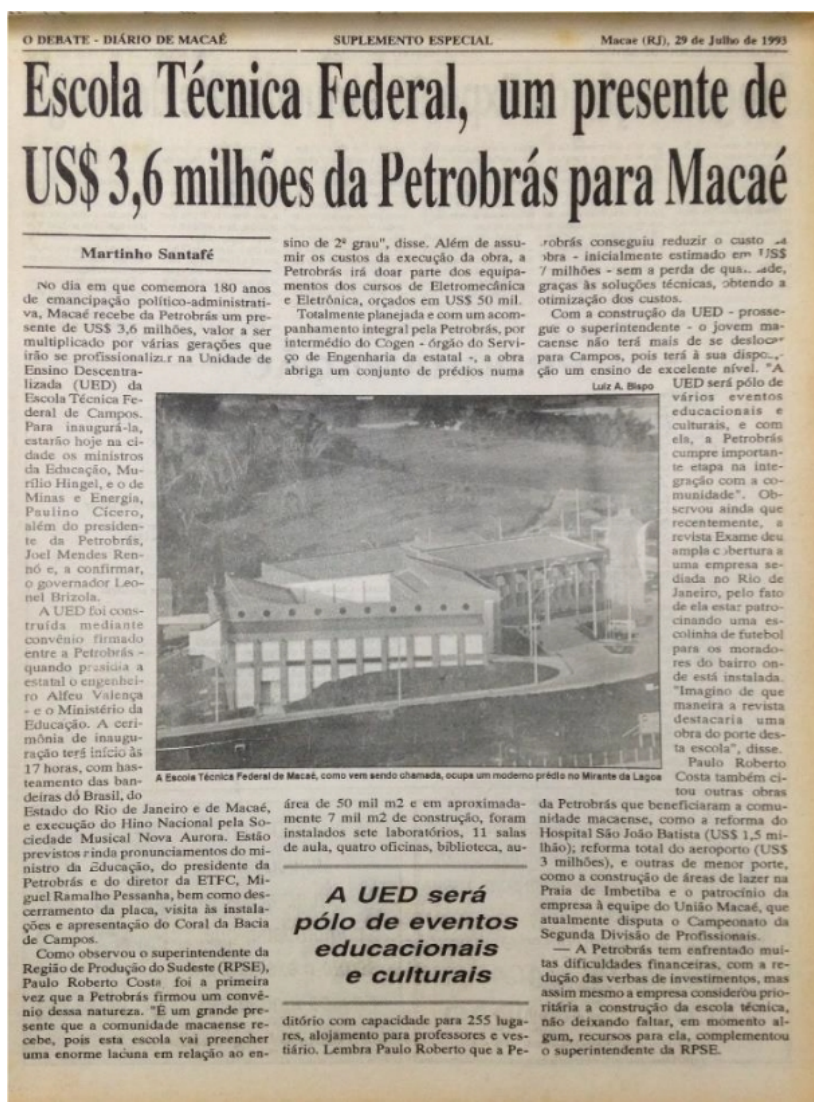 O DEBATE - DIÁRIO DE MACAÉ
SUPLEMENTO ESPECIAL
Macae (RJ), 29 de Julho de 1993
Escola Técnica Federal, um presente de
US$ 3,6 milhões da Petrobrás para Macaé
Martinho Santafé
No dia em que comemora 180 anos
de emancipação político-administrati-
va, Macaé recebe da Petrobrás um pre-
sente de US$ 3,6 milhões, valor a ser
multiplicado por várias gerações que
irão se profissionalizar na Unidade de
Ensino Descentra-
lizada (UED) da
Escola Técnica Fe-
deral de Campos.
Para inaugurá-la,
estarão hoje na ci-
dade os ministros
da Educação, Mu-
rílio Hingel, e o de
Minas e Energia,
Paulino Cícero,
além do presiden-
te da Petrobrás,
Joel Mendes Ren-
nó e, a confirmar,
o governador Leo-
nel Brizola.
A UED foi cons-
truída mediante
convênio firmado
entre a Petrobrás -
quando presidia a
estatal o engenhei-
ro Alfeu Valença
- e o Ministério da
Educação. A ceri-
mônia de inaugu-
ração terá início às
17 horas, com has-
teamento das ban-
deiras do Brasil, do
Estado do Rio de Janeiro e de Macaé,
e execução do Hino Nacional pela So-
ciedade Musical Nova Aurora. Estão
previstos ainda pronunciamentos do mi-
nistro da Educação, do presidente da
Petrobrás e do diretor da ETFC, Mi-
guel Ramalho Pessanha, bem como des-
cerramento da placa, visita às instala-
ções e apresentação do Coral da Bacia
de Campos.
Como observou o superintendente da
Região de Produção do Sudeste (RPSE),
Paulo Roberto Costa foi a primeira
vez que a Petrobrás firmou um convê-
nio dessa natureza. "É um grande pre-
sente que a comunidade macaense re-
cebe, pois esta escola vai preencher
uma enorme lacuna em relação ao en-
sino de 2º grau", disse. Além de assu-
mir os custos da execução da obra, a
Petrobrás irá doar parte dos equipa-
mentos dos cursos de Eletromecânica
e Eletrônica, orçados em US$ 50 mil.
Totalmente planejada e com um acom-
panhamento integral pela Petrobrás, por
intermédio do Cogen - órgão do Servi-
ço de Engenharia da estatal -, a obra
abriga um conjunto de prédios numa
Luiz A. Bispo
A Escola Técnica Federal de Macaé, como vem sendo chamada, ocupa um moderno prédio no Mirante da Lagoa
área de 50 mil m2 e em aproximada-
mente 7 mil m2 de construção, foram
instalados sete laboratórios, 11 salas
de aula, quatro oficinas, biblioteca, au-
A UED será
pólo de eventos
educacionais
e culturais
ditório com capacidade para 255 luga-
res, alojamento para professores e ves-
tiário. Lembra Paulo Roberto que a Pe-
robrás conseguiu reduzir o custo
obra - inicialmente estimado em US$
7 milhões - sem a perda de
graças às soluções técnicas, obtendo a
otimização dos custos.
Com a construção da UED - prosse-
gue o superintendente - o jovem ma-
caense não terá mais de se deslocar
para Campos, pois terá à sua
ção um ensino de excelente nível. "A
UED será pólo de
vários eventos
educacionais e
culturais, e com
ela, a Petrobrás
cumpre importan-
te etapa na inte-
gração com a co-
munidade". Ob-
servou ainda que
recentemente, a
revista Exame deu
ampla cobertura a
uma empresa se-
diada no Rio de
Janeiro, pelo fato
de ela estar patro-
cinando uma es-
colinha de futebol
para os morado-
res do bairro on-
de está instalada.
"Imagino de que
maneira a revista
destacaria uma
obra do porte des-
ta escola", disse.
Paulo Roberto
Costa também ci-
tou outras obras
da Petrobrás que beneficiaram a comu-
nidade macaense, como a reforma do
Hospital São João Batista (US$ 1,5 mi-
lhão); reforma total do aeroporto (US$
3 milhões), e outras de menor porte,
como a construção de áreas de lazer na
Praia de Imbetiba e o patrocínio da
empresa à equipe do União Macaé, que
atualmente disputa o Campeonato da
Segunda Divisão de Profissionais.
— A Petrobrás tem enfrentado mui-
tas dificuldades financeiras, com a re-
dução das verbas de investimentos, mas
assim mesmo a empresa considerou prio-
ritária a construção da escola técnica,
não deixando faltar, em momento al-
gum, recursos para ela, complementou
o superintendente da RPSE.